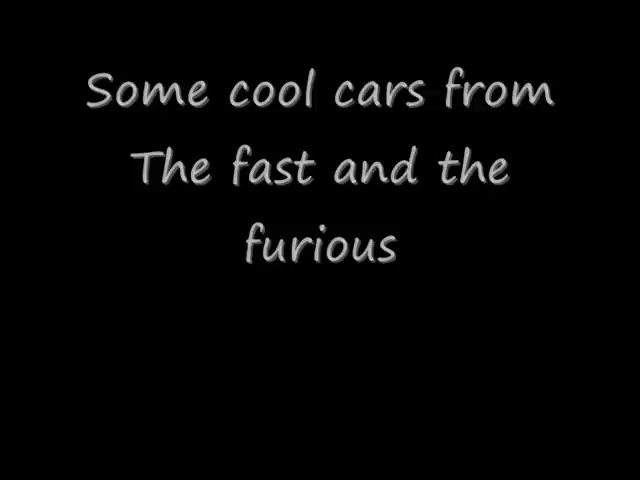 Some cool cars from
The fast and the
furious